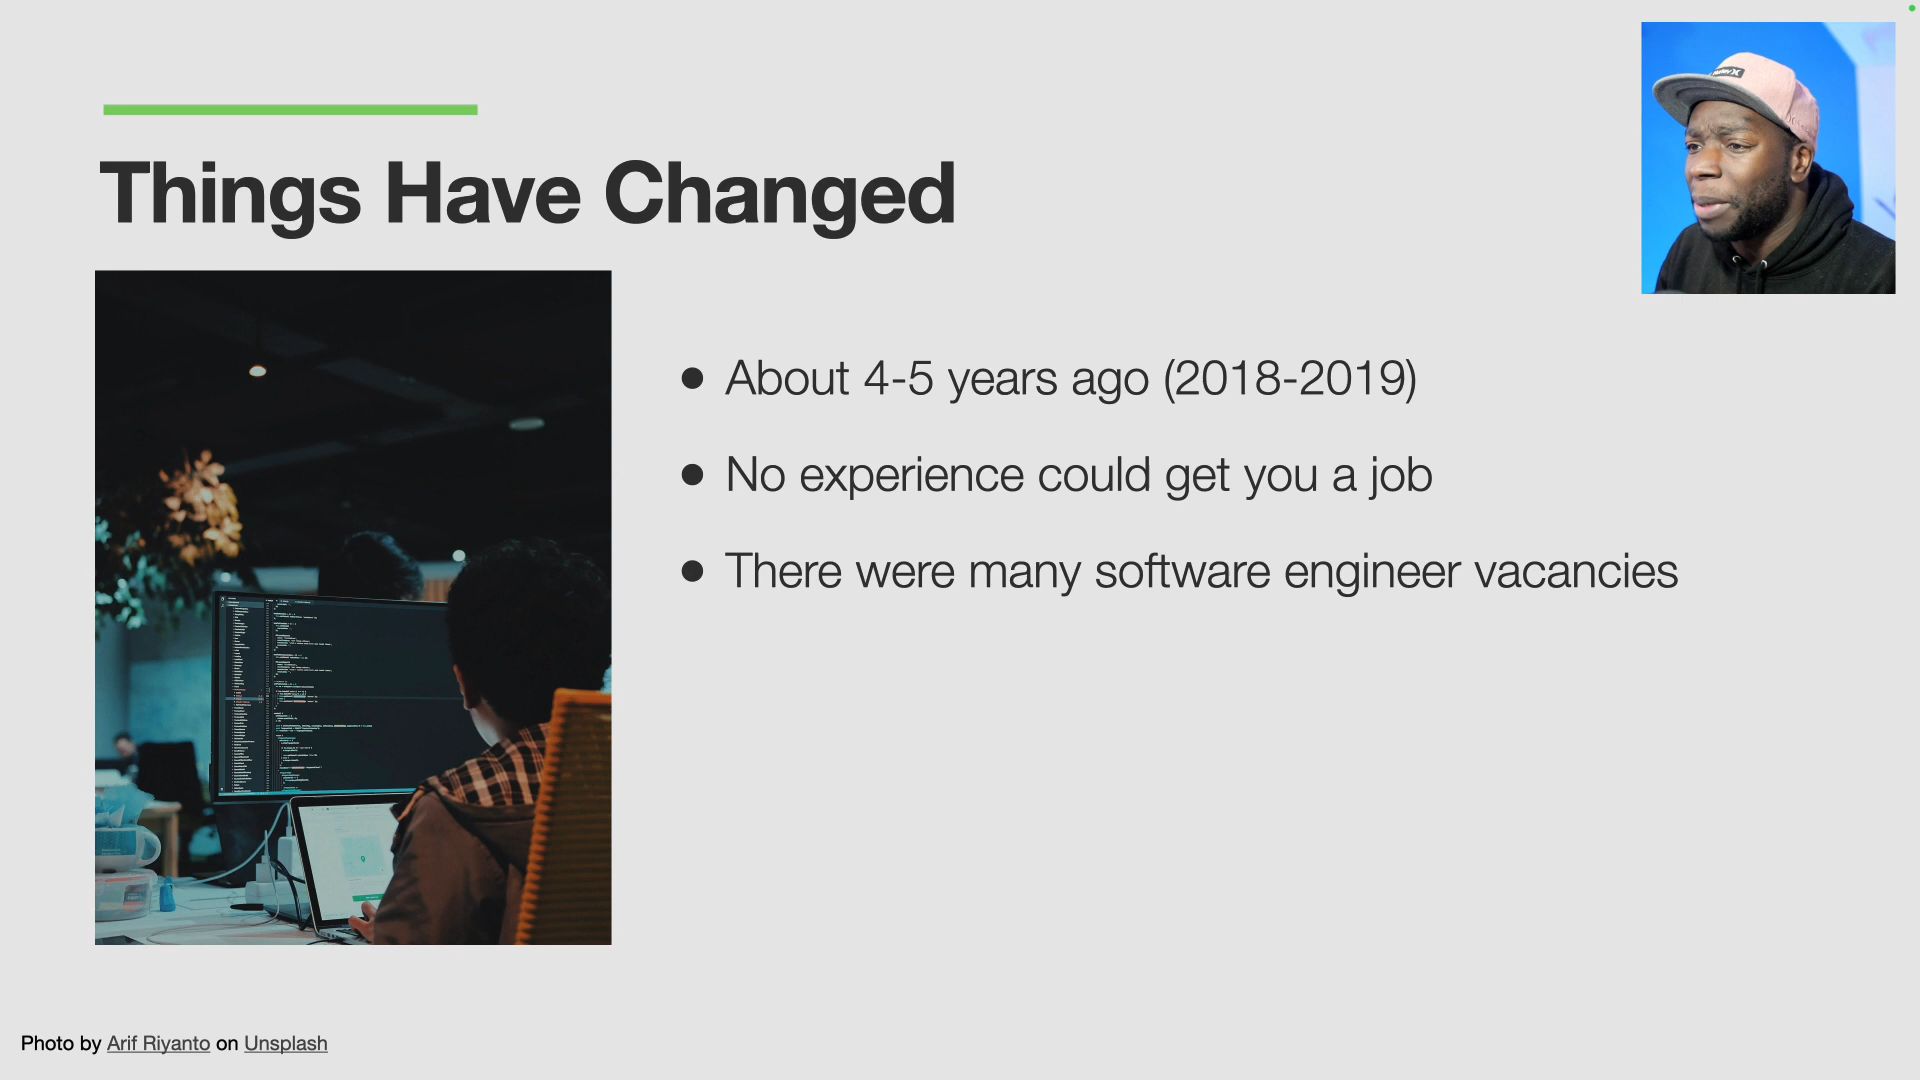 Things Have Changed
● About 4-5 years ago (2018-2019)
● No experience could get you a job
● There were many software engineer vacancies
Photo by Arif Riyanto on Unsplash